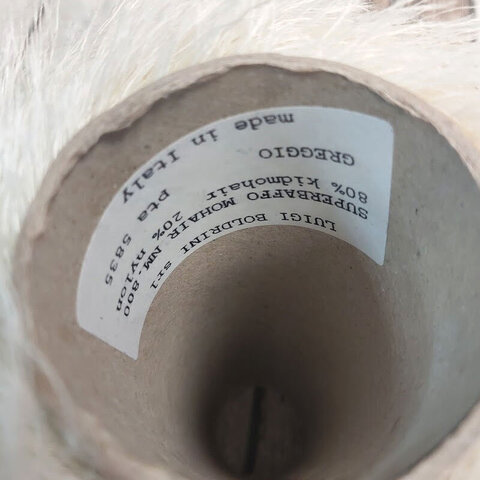 LUIGI BOLDRINI srl
SUPERBAFFO MOHAIR NM.800
80% kidmohair 20% nylon
GREGGIO pta 5835
made in Italy